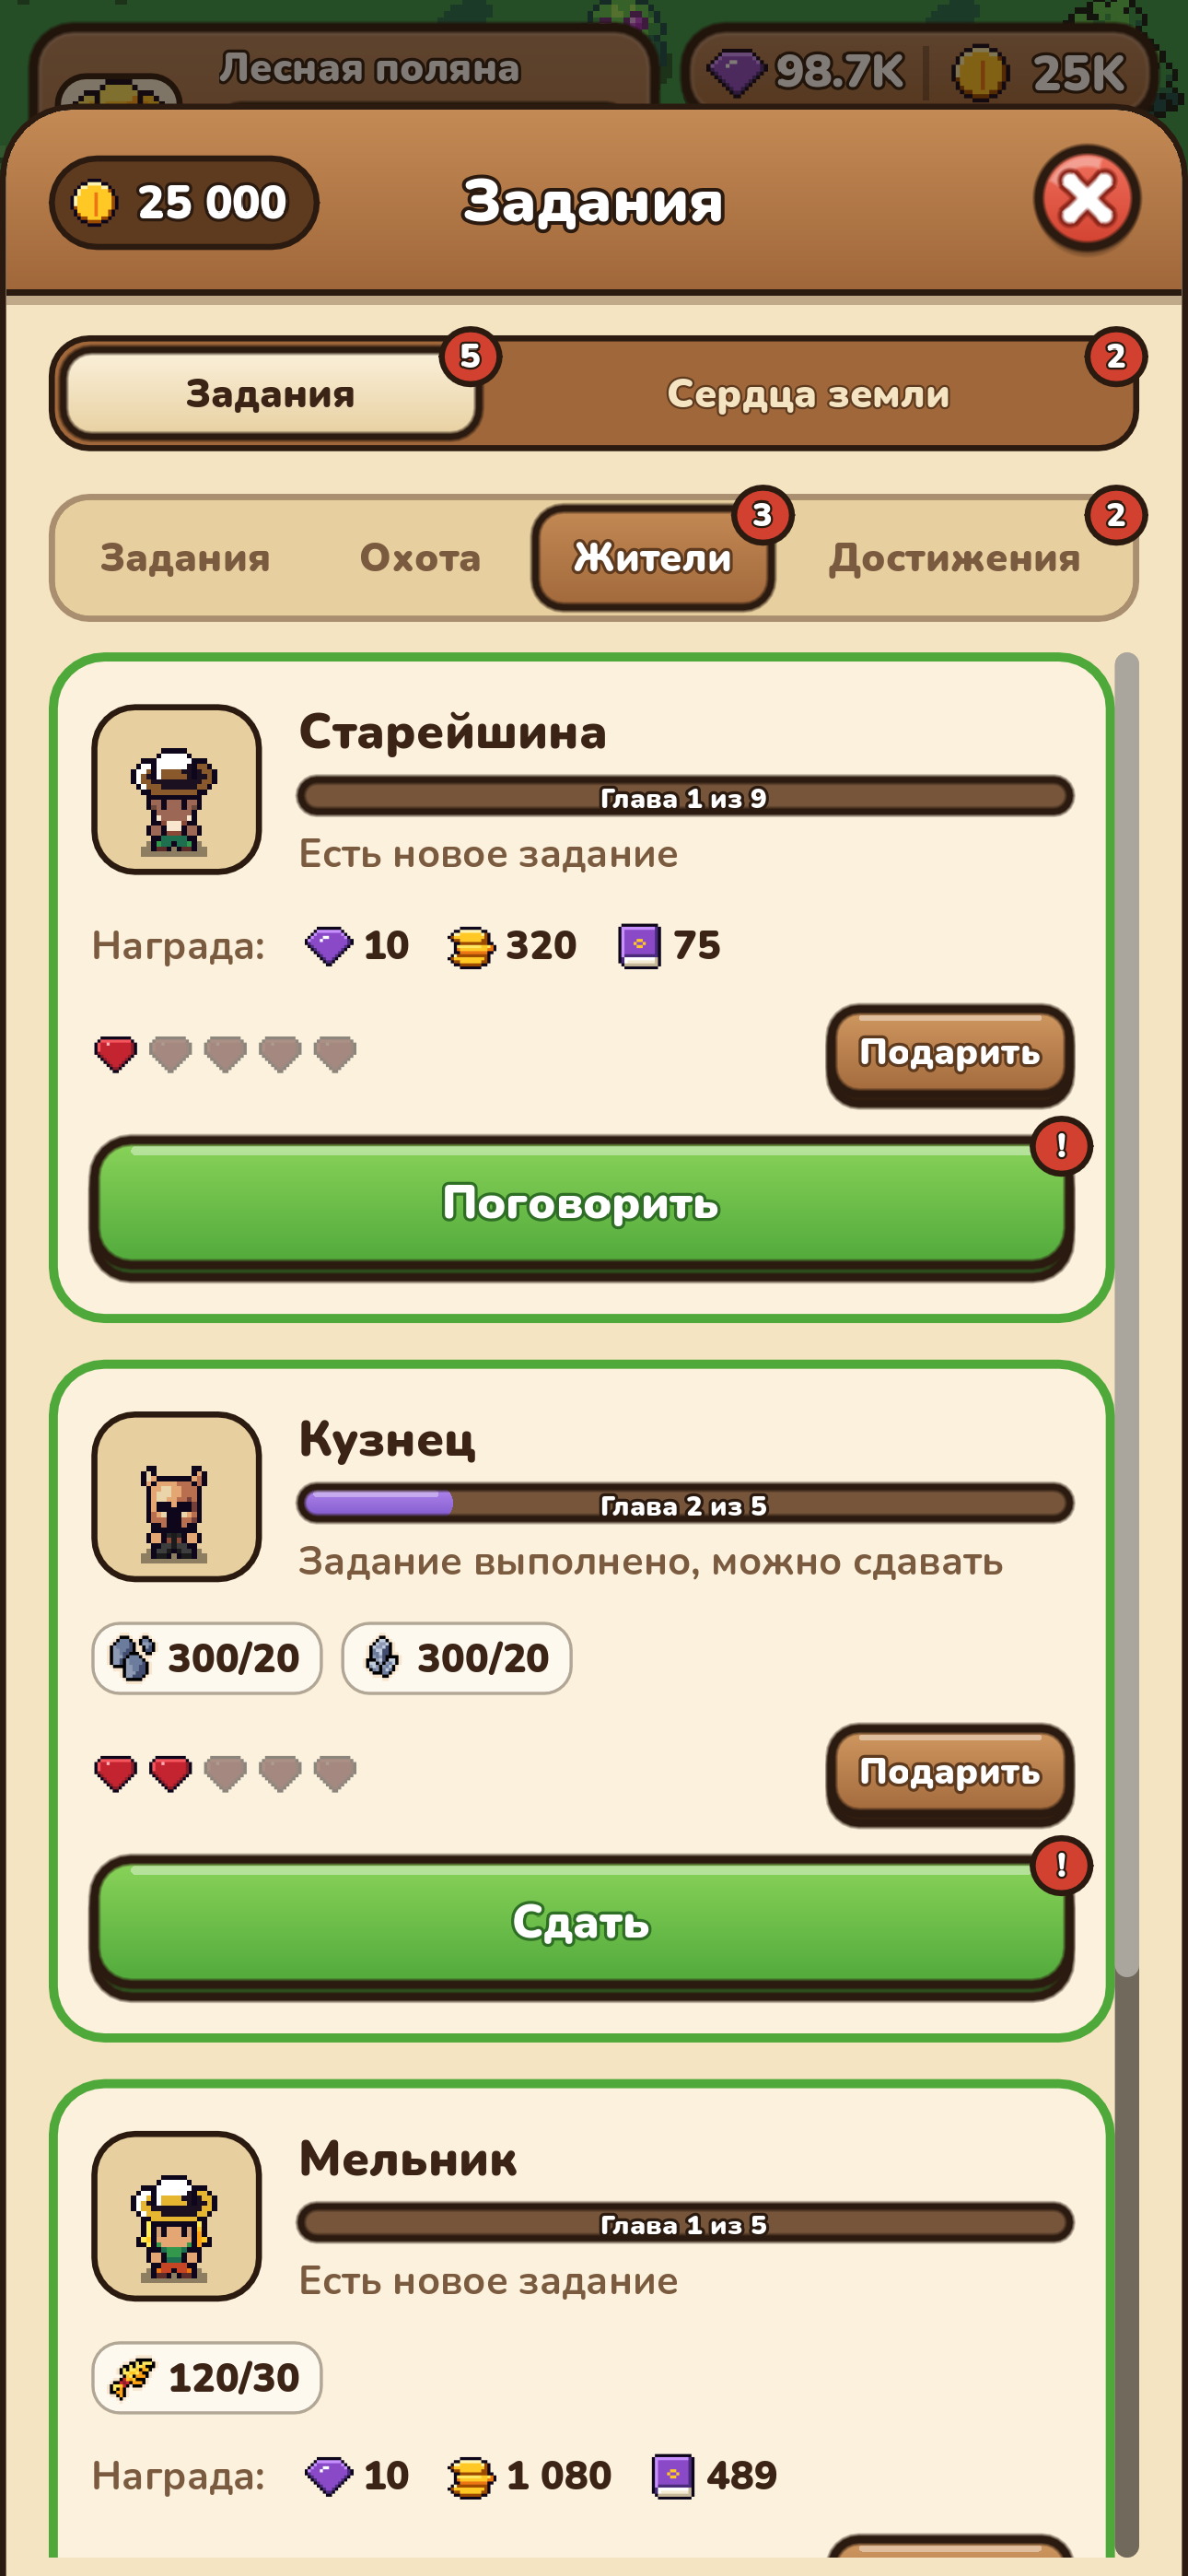 Лесная поляна
98.7K
25K
25 000
Задания
Задания
5
Сердца земли
2
Задания
Охота
Жители
3
Достижения
2
Старейшина
Глава 1 из 9
Есть новое задание
Награда: 10 320 75
Подарить
Поговорить
!
Кузнец
Глава 2 из 5
Задание выполнено, можно сдавать
300/20 300/20
Подарить
Сдать
!
Мельник
Глава 1 из 5
Есть новое задание
120/30
Награда: 10 1 080 489